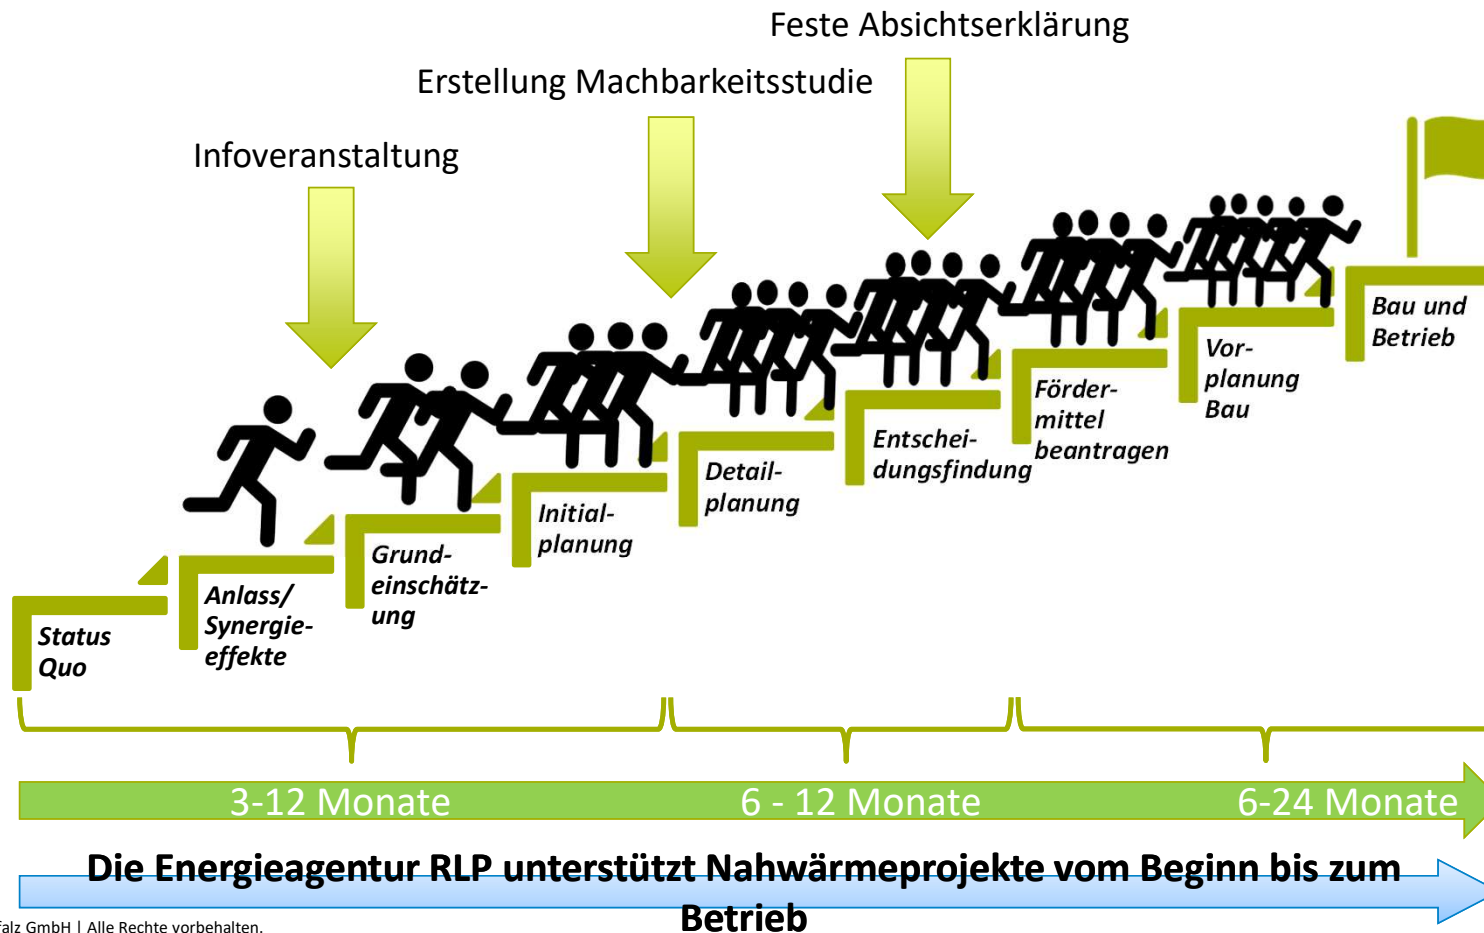 Feste Absichtserklärung
Erstellung Machbarkeitsstudie
Infoveranstaltung
Status
Quo
Anlass/
Synergie-
effekte
Grund-
einschätz-
ung
Initial-
planung
Detail-
planung
Entschei-
dungsfindung
Förder-
mittel
beantragen
Vor-
planung
Bau
Bau und
Betrieb
3-12 Monate
6 - 12 Monate
6-24 Monate
Die Energieagentur RLP unterstützt Nahwärmeprojekte vom Beginn bis zum
Betrieb
falz GmbH | Alle Rechte vorbehalten.